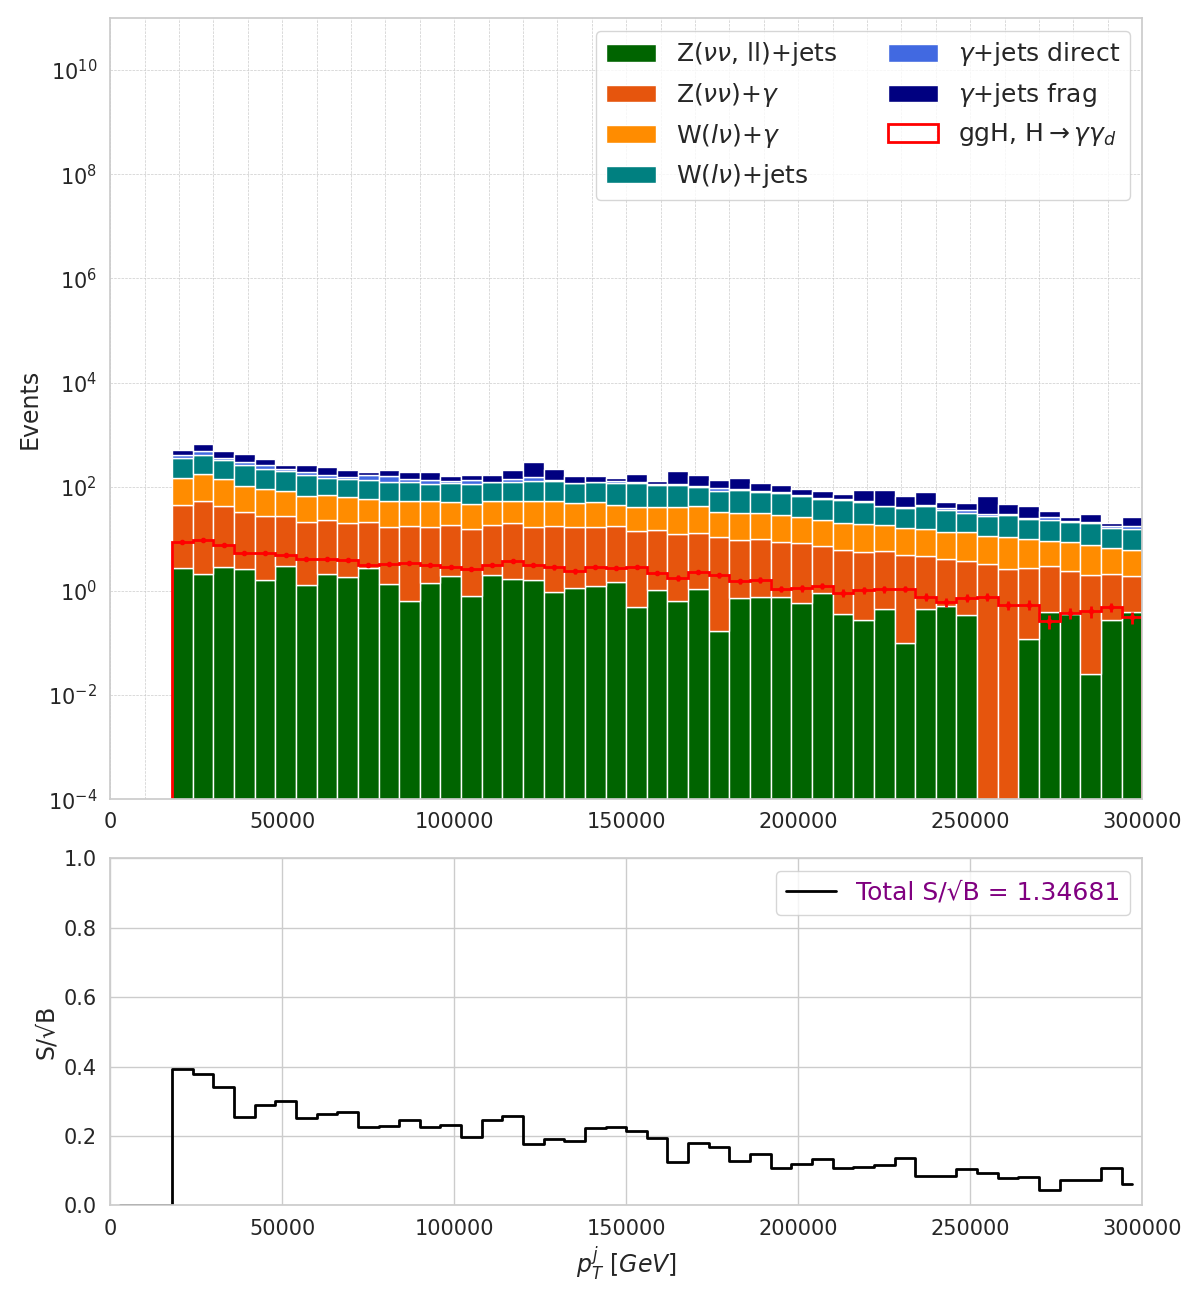 Z(νν, ll)+jets
Z(νν)+γ
W(lν)+γ
W(lν)+jets
γ+jets direct
γ+jets frag
ggH, H→γγ_d
Events
10^10
10^8
10^6
10^4
10^2
10^0
10^−2
10^−4
0 50000 100000 150000 200000 250000 300000
Total S/√B = 1.34681
S/√B
1.0
0.8
0.6
0.4
0.2
0.0
0 50000 100000 150000 200000 250000 300000
p_T^j [GeV]